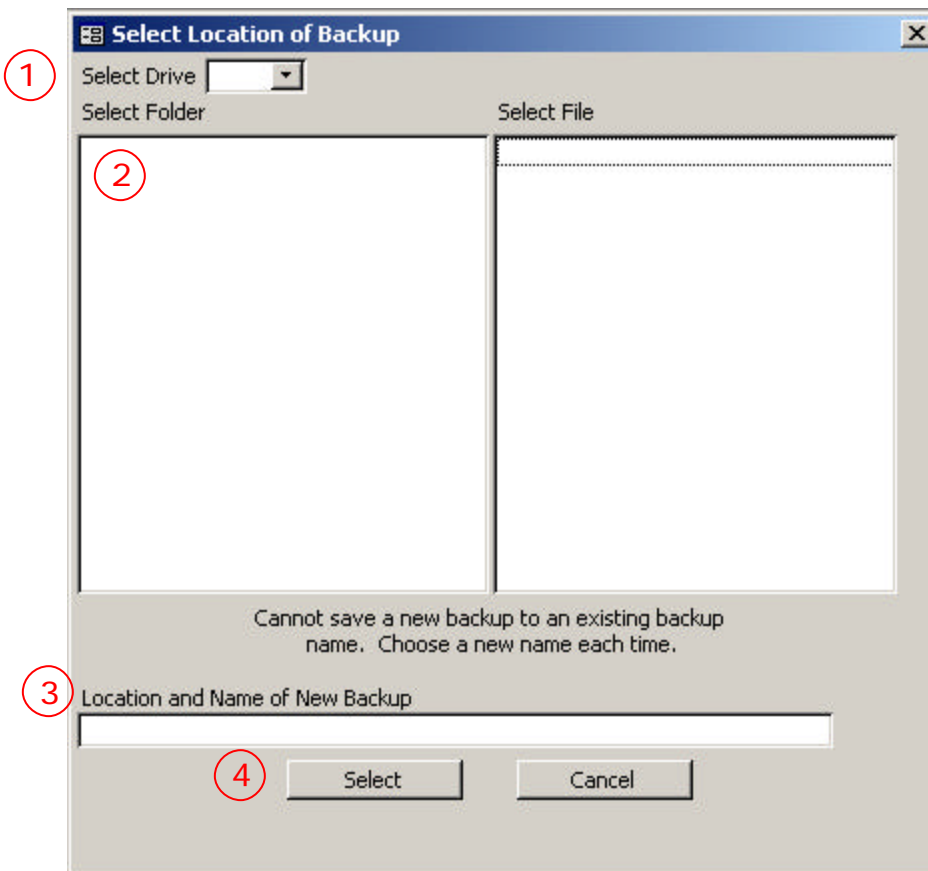 Select Location of Backup
1 Select Drive
Select Folder Select File
2
Cannot save a new backup to an existing backup
name. Choose a new name each time.
3 Location and Name of New Backup
4 Select Cancel